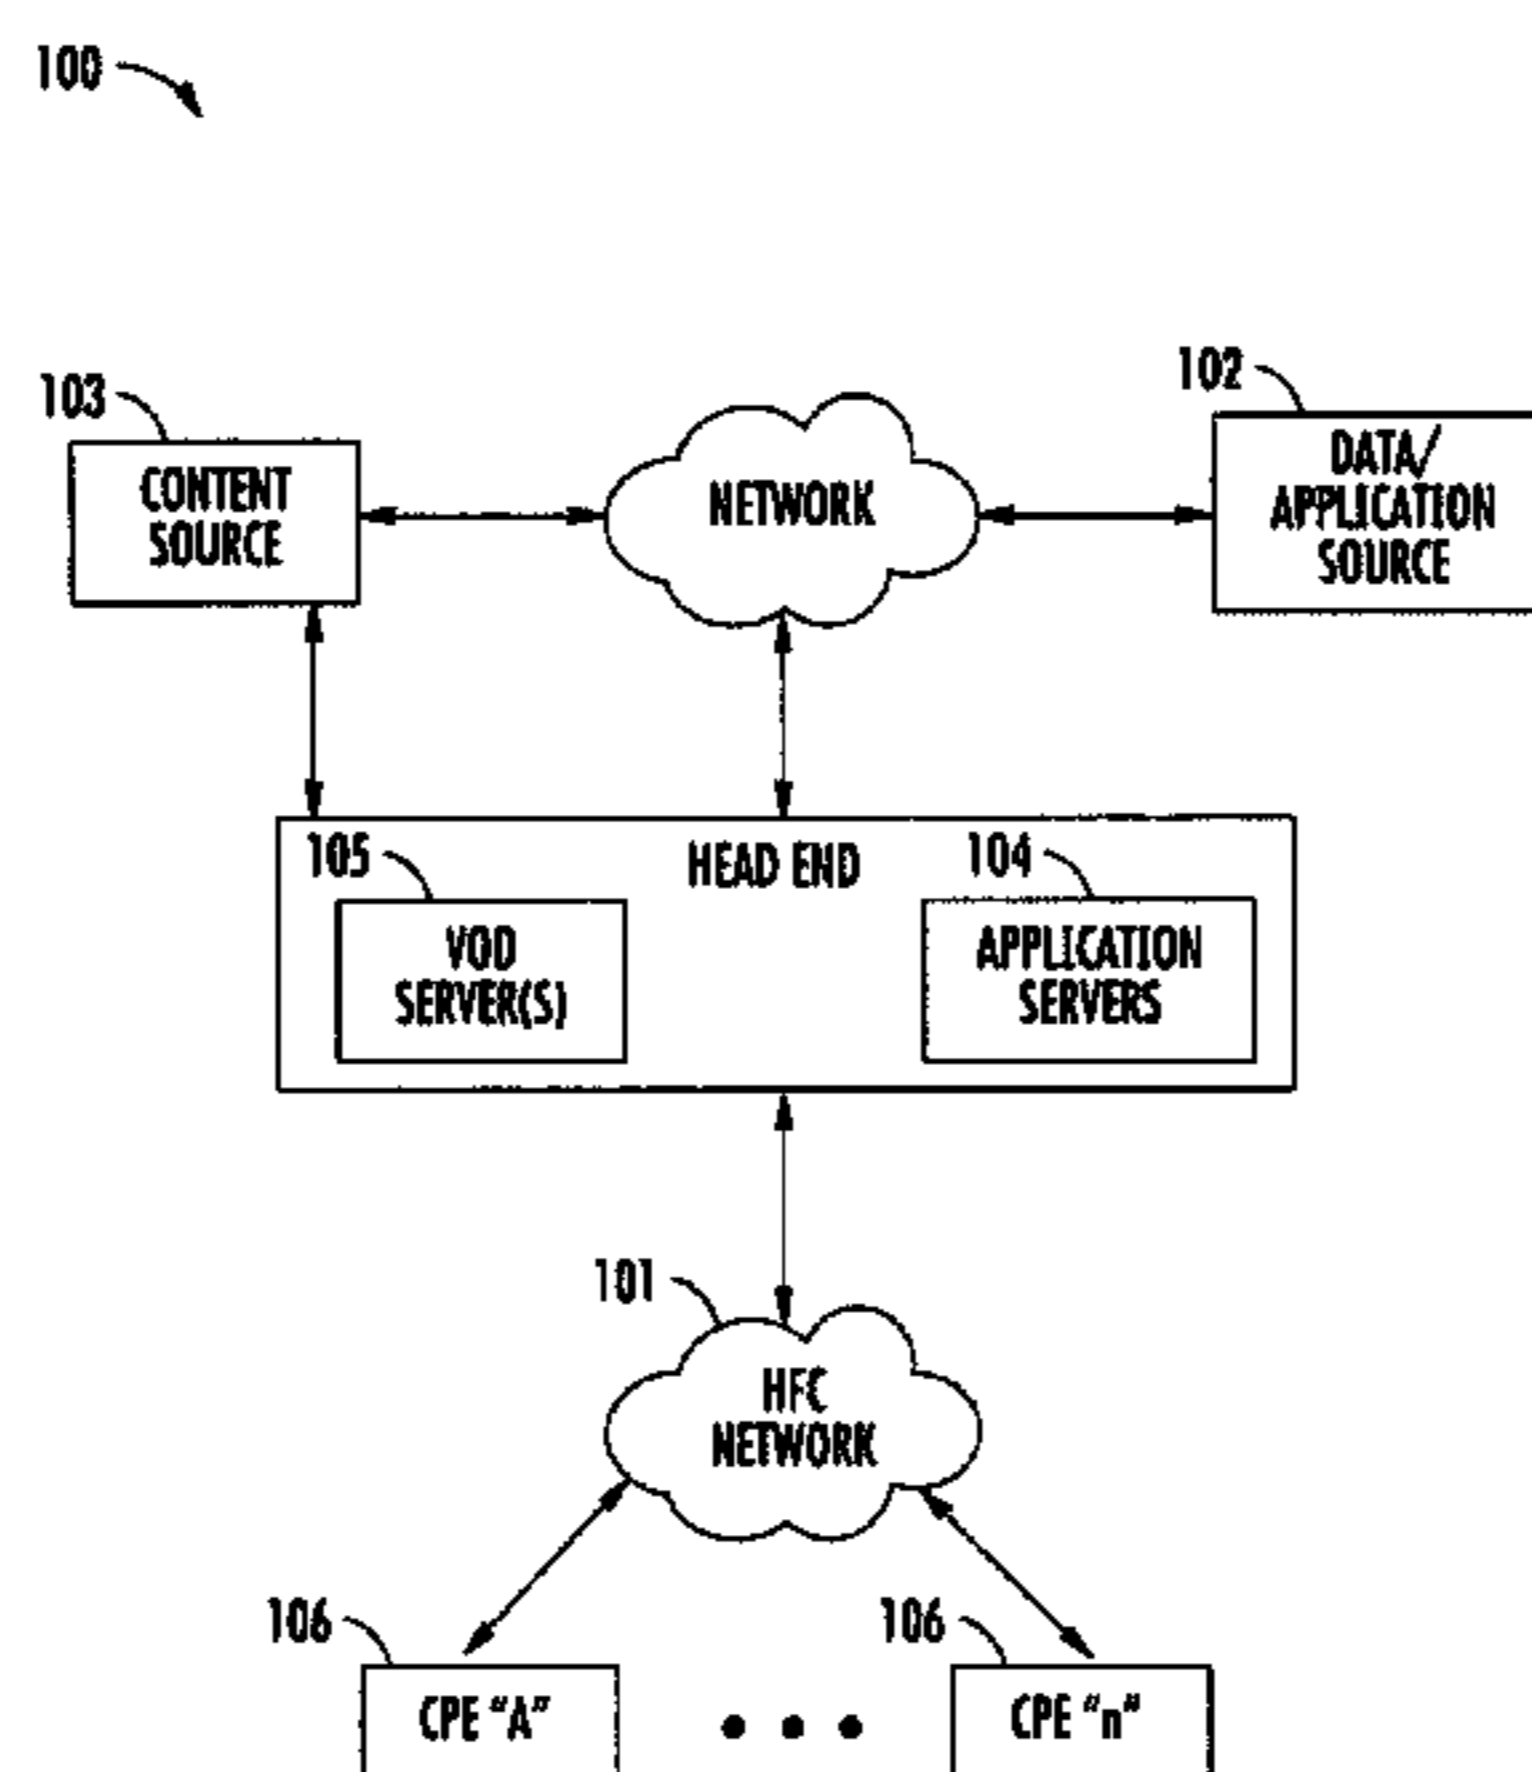 100
103
CONTENT
SOURCE
NETWORK
102
DATA/
APPLICATION
SOURCE
HEAD END
105
VOD
SERVER(S)
104
APPLICATION
SERVERS
101
HFC
NETWORK
106
CPE "A"
106
CPE "n"